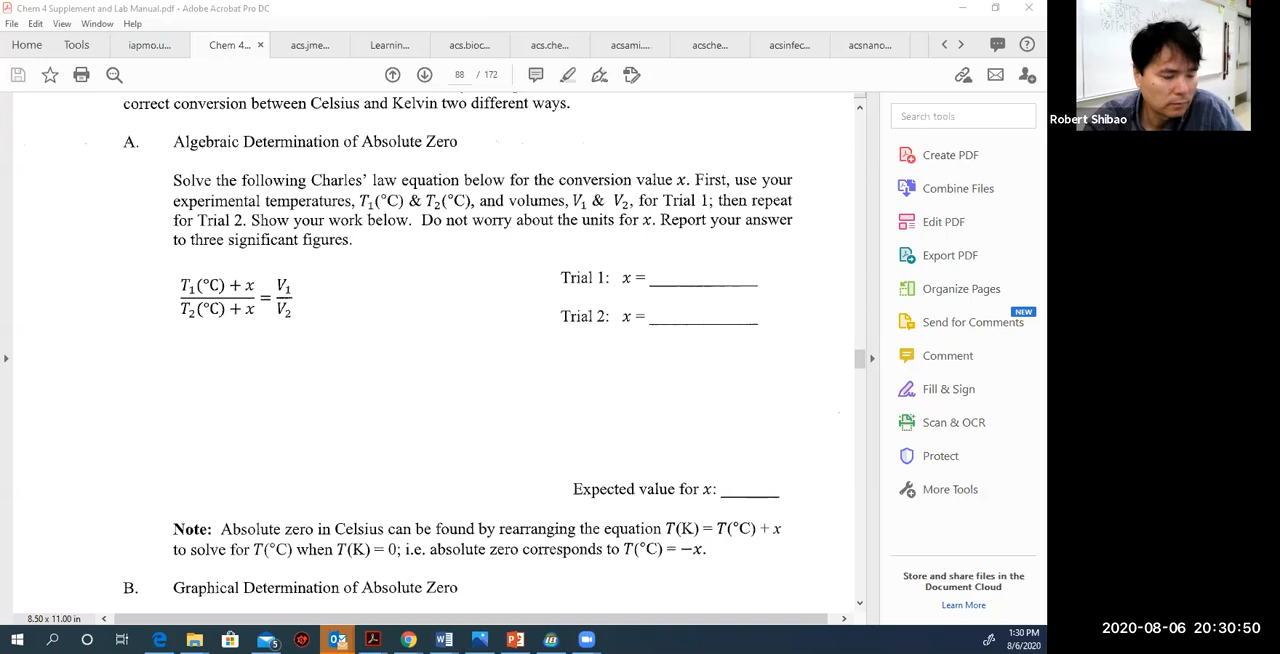 Chem 4 Supplement and Lab Manual.pdf - Adobe Acrobat Pro DC
File Edit View Window Help
Home Tools iapmo.u... Chem 4... × acs.jme... Learnin... acs.bioc... acs.che... acsami.... acsche... acsinfec... acsnano...
88 / 172
correct conversion between Celsius and Kelvin two different ways.
A. Algebraic Determination of Absolute Zero
Solve the following Charles' law equation below for the conversion value x. First, use your
experimental temperatures, T₁(°C) & T₂(°C), and volumes, V₁ & V₂, for Trial 1; then repeat
for Trial 2. Show your work below. Do not worry about the units for x. Report your answer
to three significant figures.
T₁(°C) + x / T₂(°C) + x = V₁ / V₂
Trial 1: x = ____________
Trial 2: x = ____________
Expected value for x: ______
Note: Absolute zero in Celsius can be found by rearranging the equation T(K) = T(°C) + x
to solve for T(°C) when T(K) = 0; i.e. absolute zero corresponds to T(°C) = −x.
B. Graphical Determination of Absolute Zero
8.50 x 11.00 in
Search tools
Create PDF
Combine Files
Edit PDF
Export PDF
Organize Pages
NEW
Send for Comments
Comment
Fill & Sign
Scan & OCR
Protect
More Tools
Store and share files in the
Document Cloud
Learn More
Robert Shibao
1:30 PM
8/6/2020
2020-08-06 20:30:50